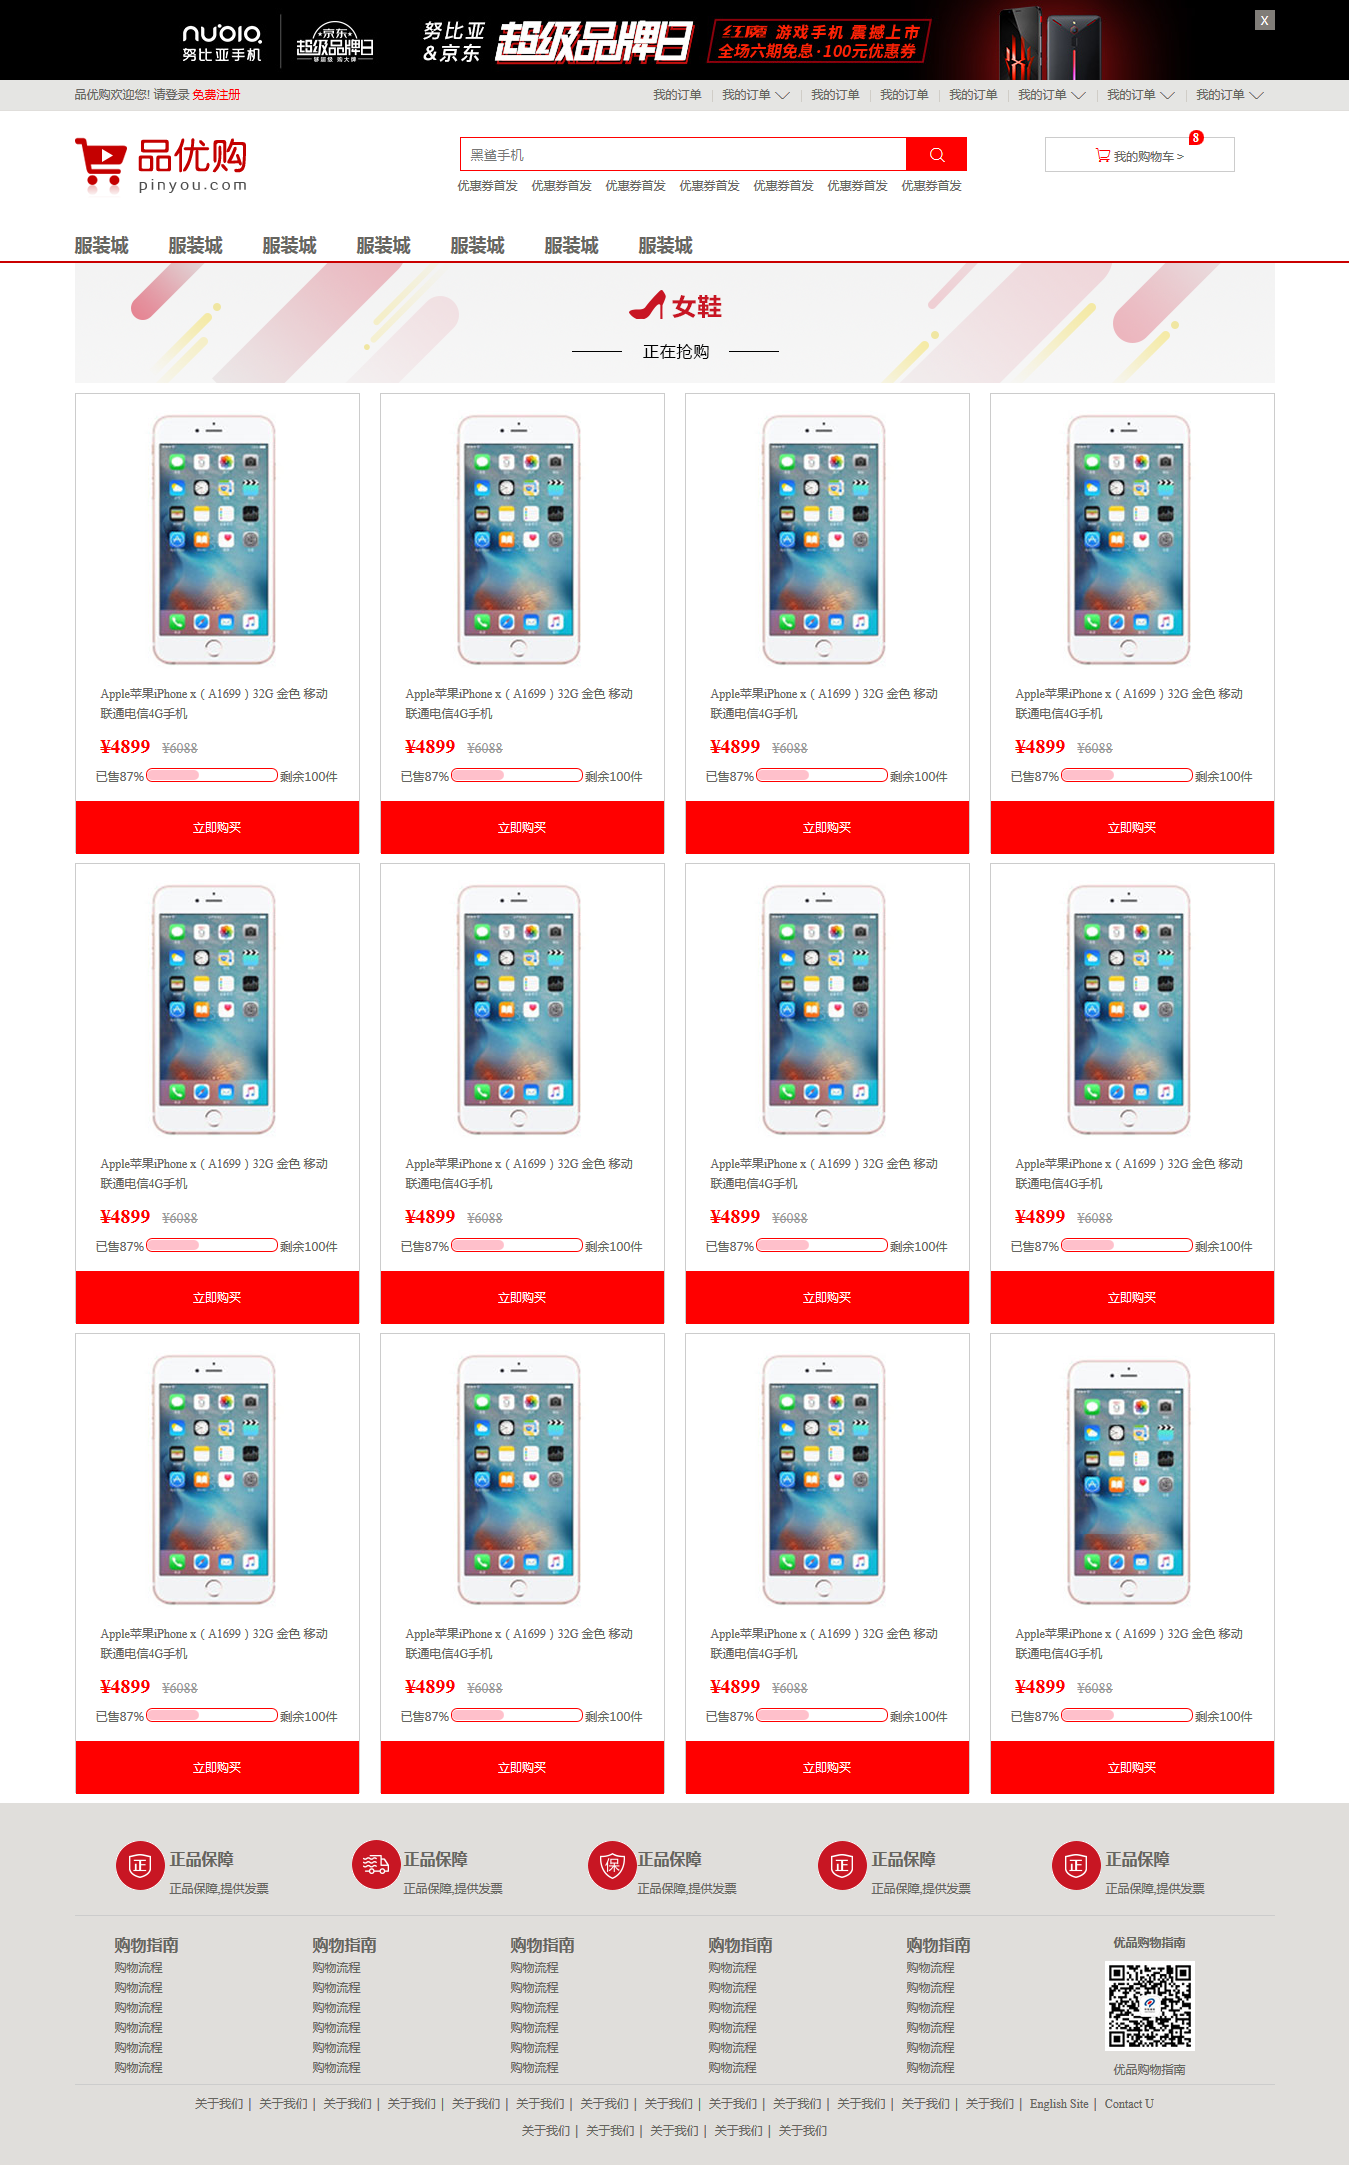 nubia 努比亚手机 京东 超级品牌日 够超级 购大牌 努比亚&京东 超级品牌日 红魔 游戏手机 震撼上市 全场六期免息·100元优惠券 X
品优购欢迎您! 请登录 免费注册 我的订单 我的订单 我的订单 我的订单 我的订单 我的订单 我的订单 我的订单
品优购 pinyou.com 黑鲨手机 我的购物车 > 8
优惠券首发 优惠券首发 优惠券首发 优惠券首发 优惠券首发 优惠券首发 优惠券首发
服装城 服装城 服装城 服装城 服装城 服装城 服装城
女鞋
正在抢购
Apple苹果iPhone x（A1699）32G 金色 移动 Apple苹果iPhone x（A1699）32G 金色 移动 Apple苹果iPhone x（A1699）32G 金色 移动 Apple苹果iPhone x（A1699）32G 金色 移动
联通电信4G手机 联通电信4G手机 联通电信4G手机 联通电信4G手机
¥4899 ¥6088 ¥4899 ¥6088 ¥4899 ¥6088 ¥4899 ¥6088
已售87% 剩余100件 已售87% 剩余100件 已售87% 剩余100件 已售87% 剩余100件
立即购买 立即购买 立即购买 立即购买
Apple苹果iPhone x（A1699）32G 金色 移动 Apple苹果iPhone x（A1699）32G 金色 移动 Apple苹果iPhone x（A1699）32G 金色 移动 Apple苹果iPhone x（A1699）32G 金色 移动
联通电信4G手机 联通电信4G手机 联通电信4G手机 联通电信4G手机
¥4899 ¥6088 ¥4899 ¥6088 ¥4899 ¥6088 ¥4899 ¥6088
已售87% 剩余100件 已售87% 剩余100件 已售87% 剩余100件 已售87% 剩余100件
立即购买 立即购买 立即购买 立即购买
Apple苹果iPhone x（A1699）32G 金色 移动 Apple苹果iPhone x（A1699）32G 金色 移动 Apple苹果iPhone x（A1699）32G 金色 移动 Apple苹果iPhone x（A1699）32G 金色 移动
联通电信4G手机 联通电信4G手机 联通电信4G手机 联通电信4G手机
¥4899 ¥6088 ¥4899 ¥6088 ¥4899 ¥6088 ¥4899 ¥6088
已售87% 剩余100件 已售87% 剩余100件 已售87% 剩余100件 已售87% 剩余100件
立即购买 立即购买 立即购买 立即购买
正 正品保障 正品保障 保 正品保障 正 正品保障 正 正品保障
正品保障,提供发票 正品保障,提供发票 正品保障,提供发票 正品保障,提供发票 正品保障,提供发票
购物指南 购物指南 购物指南 购物指南 购物指南 优品购物指南
购物流程 购物流程 购物流程 购物流程 购物流程
购物流程 购物流程 购物流程 购物流程 购物流程
购物流程 购物流程 购物流程 购物流程 购物流程
购物流程 购物流程 购物流程 购物流程 购物流程
购物流程 购物流程 购物流程 购物流程 购物流程
购物流程 购物流程 购物流程 购物流程 购物流程 优品购物指南
关于我们 | 关于我们 | 关于我们 | 关于我们 | 关于我们 | 关于我们 | 关于我们 | 关于我们 | 关于我们 | 关于我们 | 关于我们 | 关于我们 | 关于我们 | English Site | Contact U
关于我们 | 关于我们 | 关于我们 | 关于我们 | 关于我们